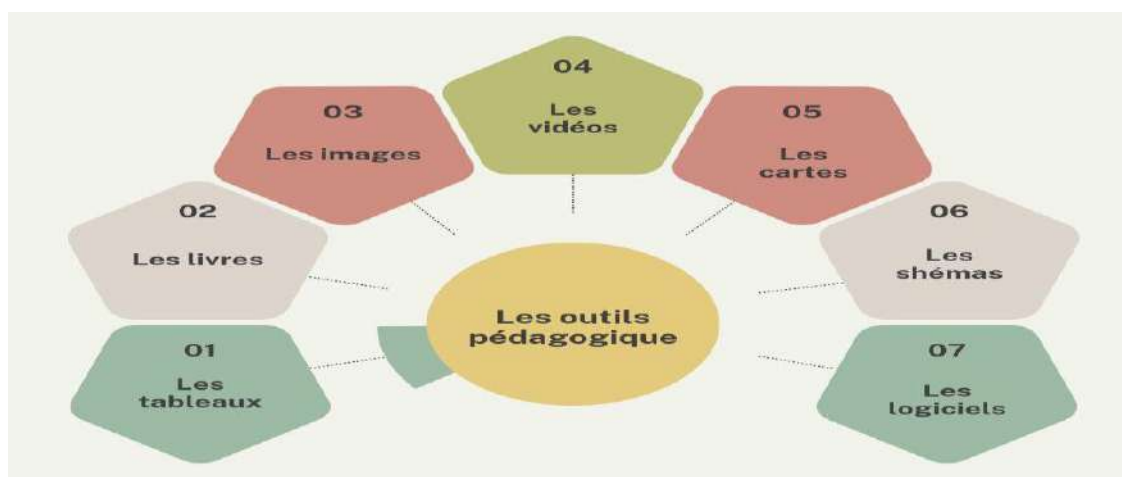 04
Les
vidéos
03
Les images
05
Les
cartes
02
Les livres
06
Les
shémas
Les outils
pédagogique
01
Les
tableaux
07
Les
logiciels